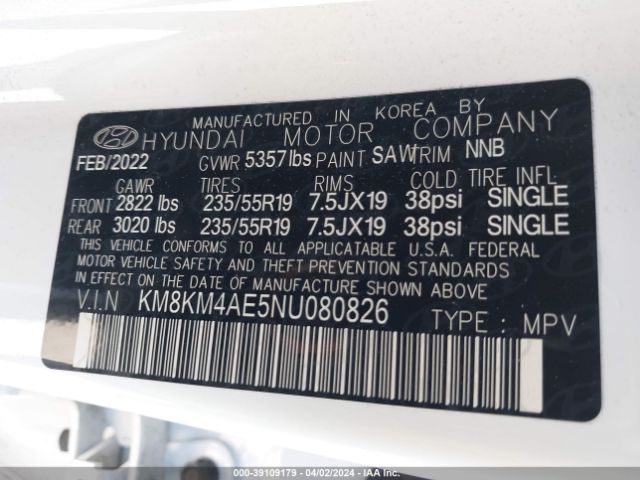 MANUFACTURED IN KOREA BY
HYUNDAI MOTOR COMPANY
FEB/2022 GVWR 5357lbs PAINT SAW TRIM NNB
GAWR TIRES RIMS COLD TIRE INFL
FRONT 2822 lbs 235/55R19 7.5JX19 38psi SINGLE
REAR 3020 lbs 235/55R19 7.5JX19 38psi SINGLE
THIS VEHICLE CONFORMS TO ALL APPLICATABLE U.S.A. FEDERAL
MOTOR VEHICLE SAFETY AND THEFT PREVENTION STANDARDS
IN EFFECT ON THE DATE OF MANUFACTURE SHOWN ABOVE
V.I.N KM8KM4AE5NU080826 TYPE : MPV
000-39109179 - 04/02/2024 - IAA Inc.